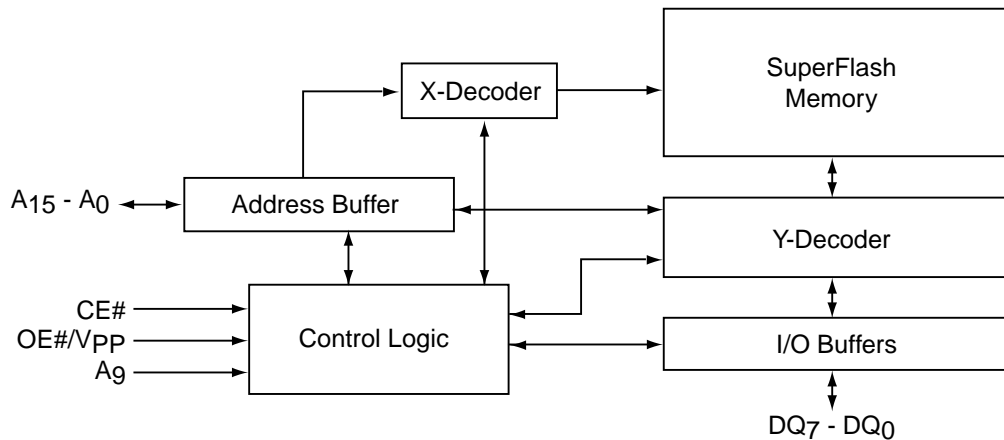 SuperFlash
Memory
X-Decoder
A15 - A0
Address Buffer
Y-Decoder
CE#
OE#/VPP
A9
Control Logic
I/O Buffers
DQ7 - DQ0